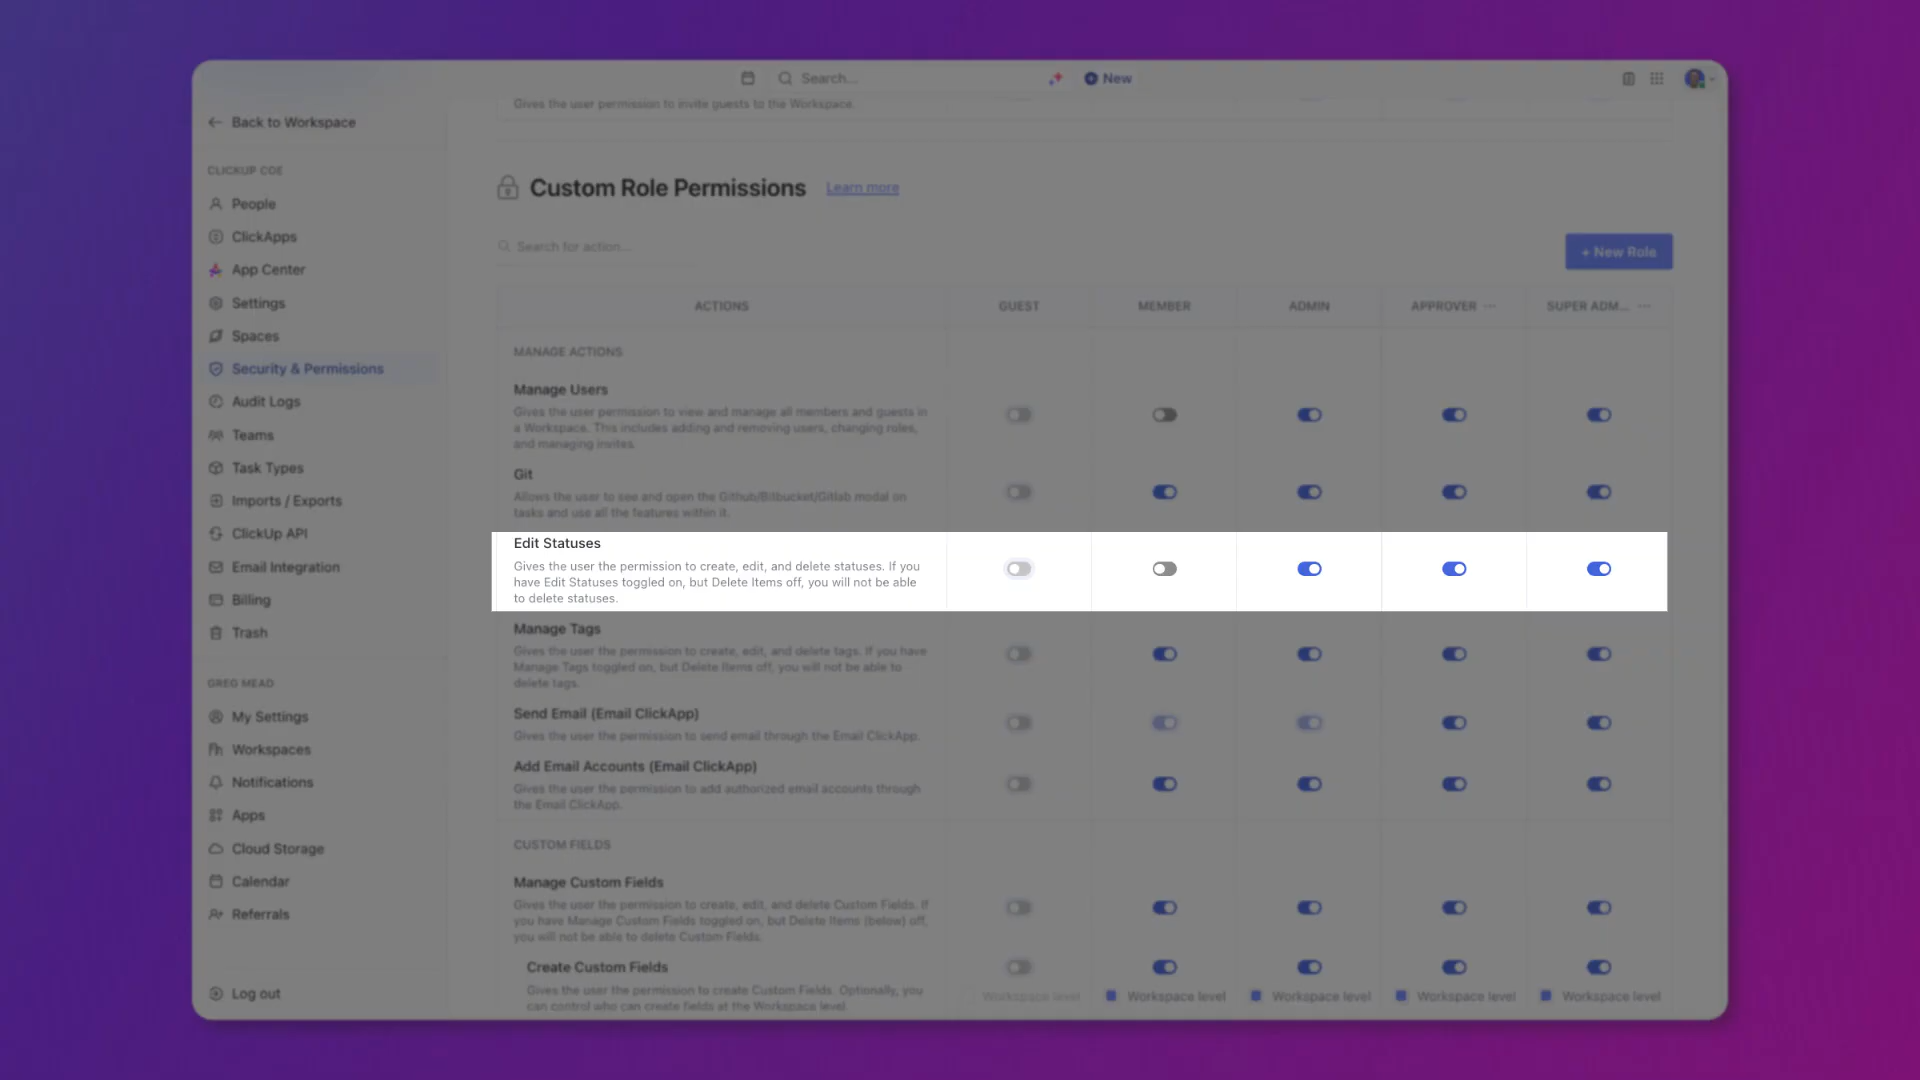 Search...
New
Back to Workspace
CLICKUP COE
People
ClickApps
App Center
Settings
Spaces
Security & Permissions
Audit Logs
Teams
Task Types
Imports / Exports
ClickUp API
Email Integration
Billing
Trash
GREG MEAD
My Settings
Workspaces
Notifications
Apps
Cloud Storage
Calendar
Referrals
Log out
Gives the user permission to invite guests to the Workspace.
Custom Role Permissions Learn more
Search for action...
+ New Role
ACTIONS GUEST MEMBER ADMIN APPROVER ··· SUPER ADM... ···
MANAGE ACTIONS
Manage Users
Gives the user permission to view and manage all members and guests in
a Workspace. This includes adding and removing users, changing roles,
and managing invites.
Git
Allows the user to see and open the Github/Bitbucket/Gitlab modal on
tasks and use all the features within it.
Edit Statuses
Gives the user the permission to create, edit, and delete statuses. If you
have Edit Statuses toggled on, but Delete Items off, you will not be able
to delete statuses.
Manage Tags
Gives the user the permission to create, edit, and delete tags. If you have
Manage Tags toggled on, but Delete Items off, you will not be able to
delete tags.
Send Email (Email ClickApp)
Gives the user the permission to send email through the Email ClickApp.
Add Email Accounts (Email ClickApp)
Gives the user the permission to add authorized email accounts through
the Email ClickApp.
CUSTOM FIELDS
Manage Custom Fields
Gives the user the permission to create, edit, and delete Custom Fields. If
you have Manage Custom Fields toggled on, but Delete Items (below) off,
you will not be able to delete Custom Fields.
Create Custom Fields
Gives the user the permission to create Custom Fields. Optionally, you
can control who can create fields at the Workspace level
Workspace level Workspace level Workspace level Workspace level Workspace level